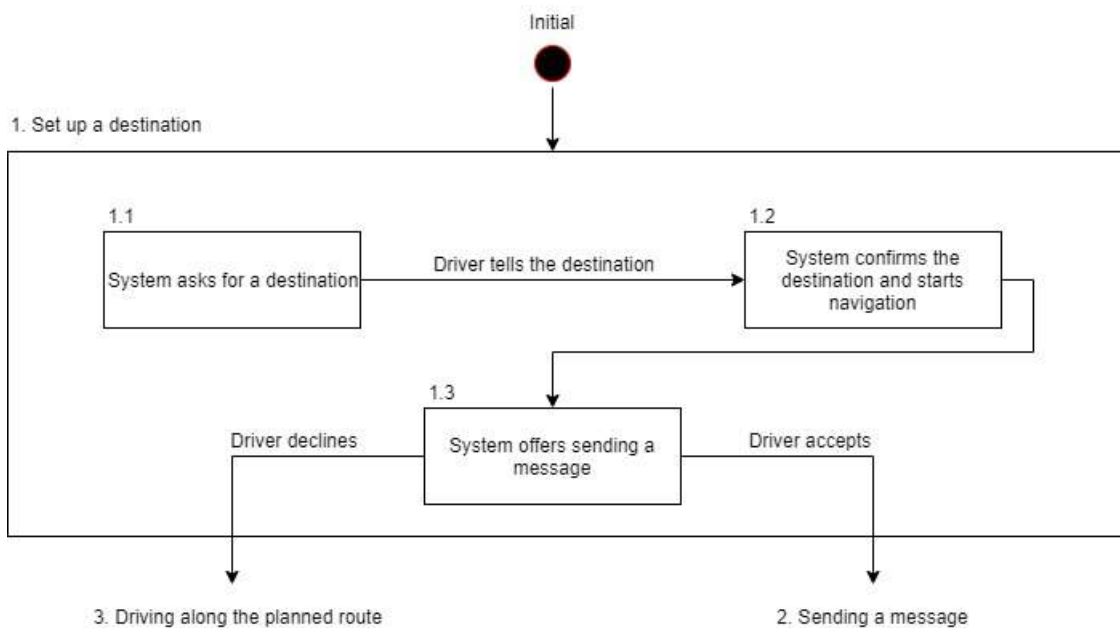 Initial
1. Set up a destination
1.1
System asks for a destination
Driver tells the destination
1.2
System confirms the
destination and starts
navigation
1.3
System offers sending a
message
Driver declines
Driver accepts
3. Driving along the planned route
2. Sending a message